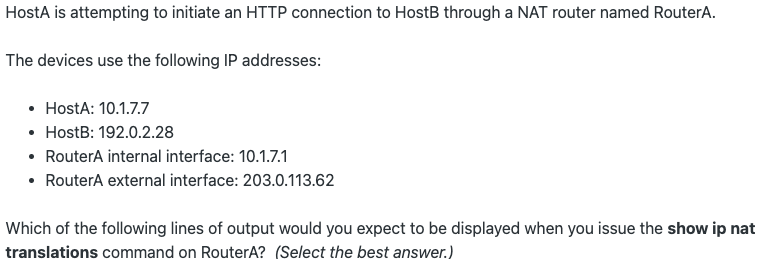 HostA is attempting to initiate an HTTP connection to HostB through a NAT router named RouterA.
The devices use the following IP addresses:
• HostA: 10.1.7.7
• HostB: 192.0.2.28
• RouterA internal interface: 10.1.7.1
• RouterA external interface: 203.0.113.62
Which of the following lines of output would you expect to be displayed when you issue the show ip nat
translations command on RouterA? (Select the best answer.)